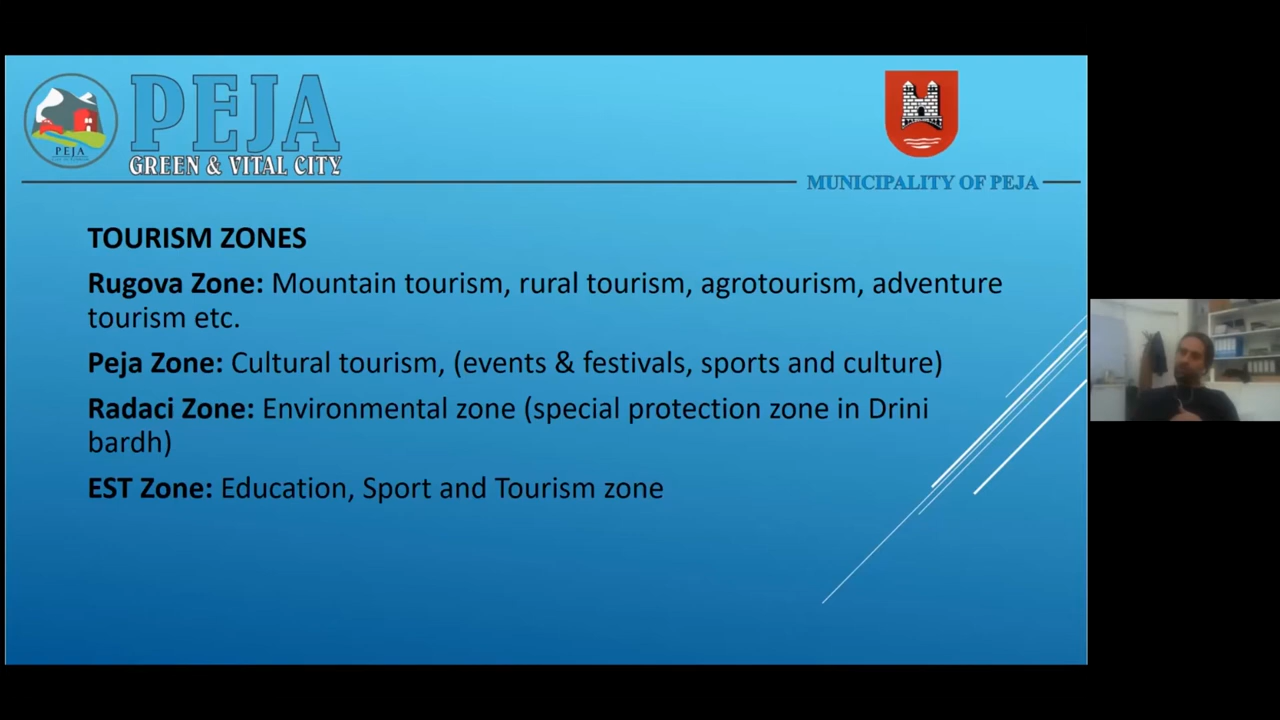 PEJA
GREEN & VITAL CITY
PEJA
MUNICIPALITY OF PEJA
TOURISM ZONES
Rugova Zone: Mountain tourism, rural tourism, agrotourism, adventure
tourism etc.
Peja Zone: Cultural tourism, (events & festivals, sports and culture)
Radaci Zone: Environmental zone (special protection zone in Drini
bardh)
EST Zone: Education, Sport and Tourism zone